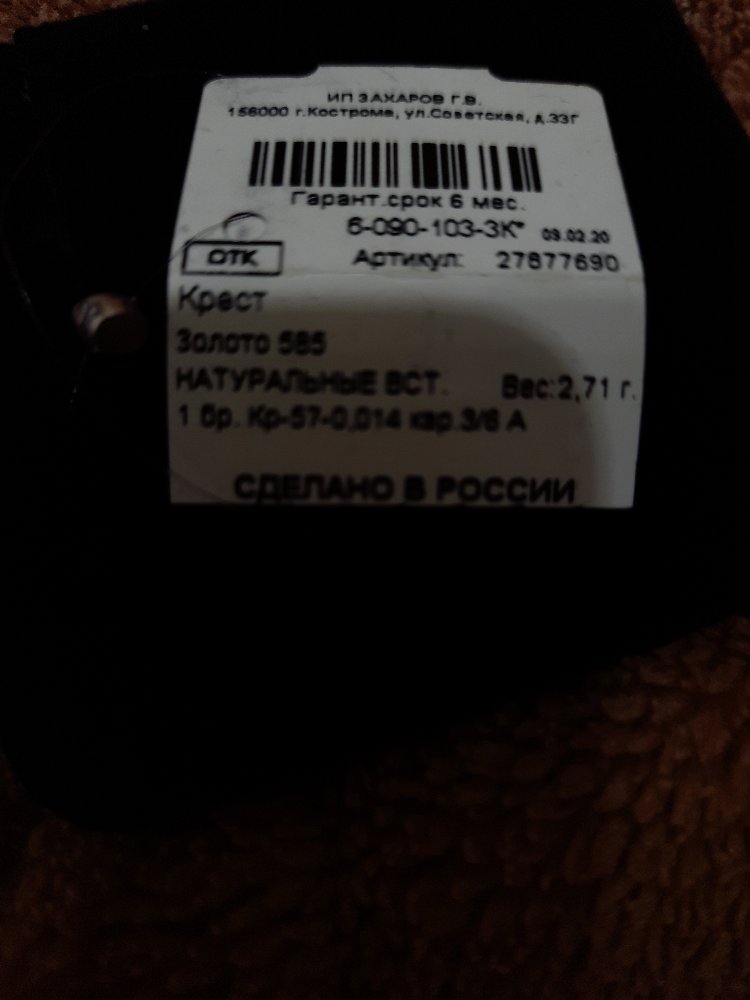 ИП ЗАХАРОВ Г.В.
156000 г.Кострома, ул.Советская, д.33Г
Гарант.срок 6 мес.
6-090-103-3К* 03.02.20
ОТК Артикул: 27877690
Крест
Золото 585
НАТУРАЛЬНЫЕ ВСТ. Вес:2,71 г.
1 бр. Кр-57-0,014 кар.3/6 А
СДЕЛАНО В РОССИИ